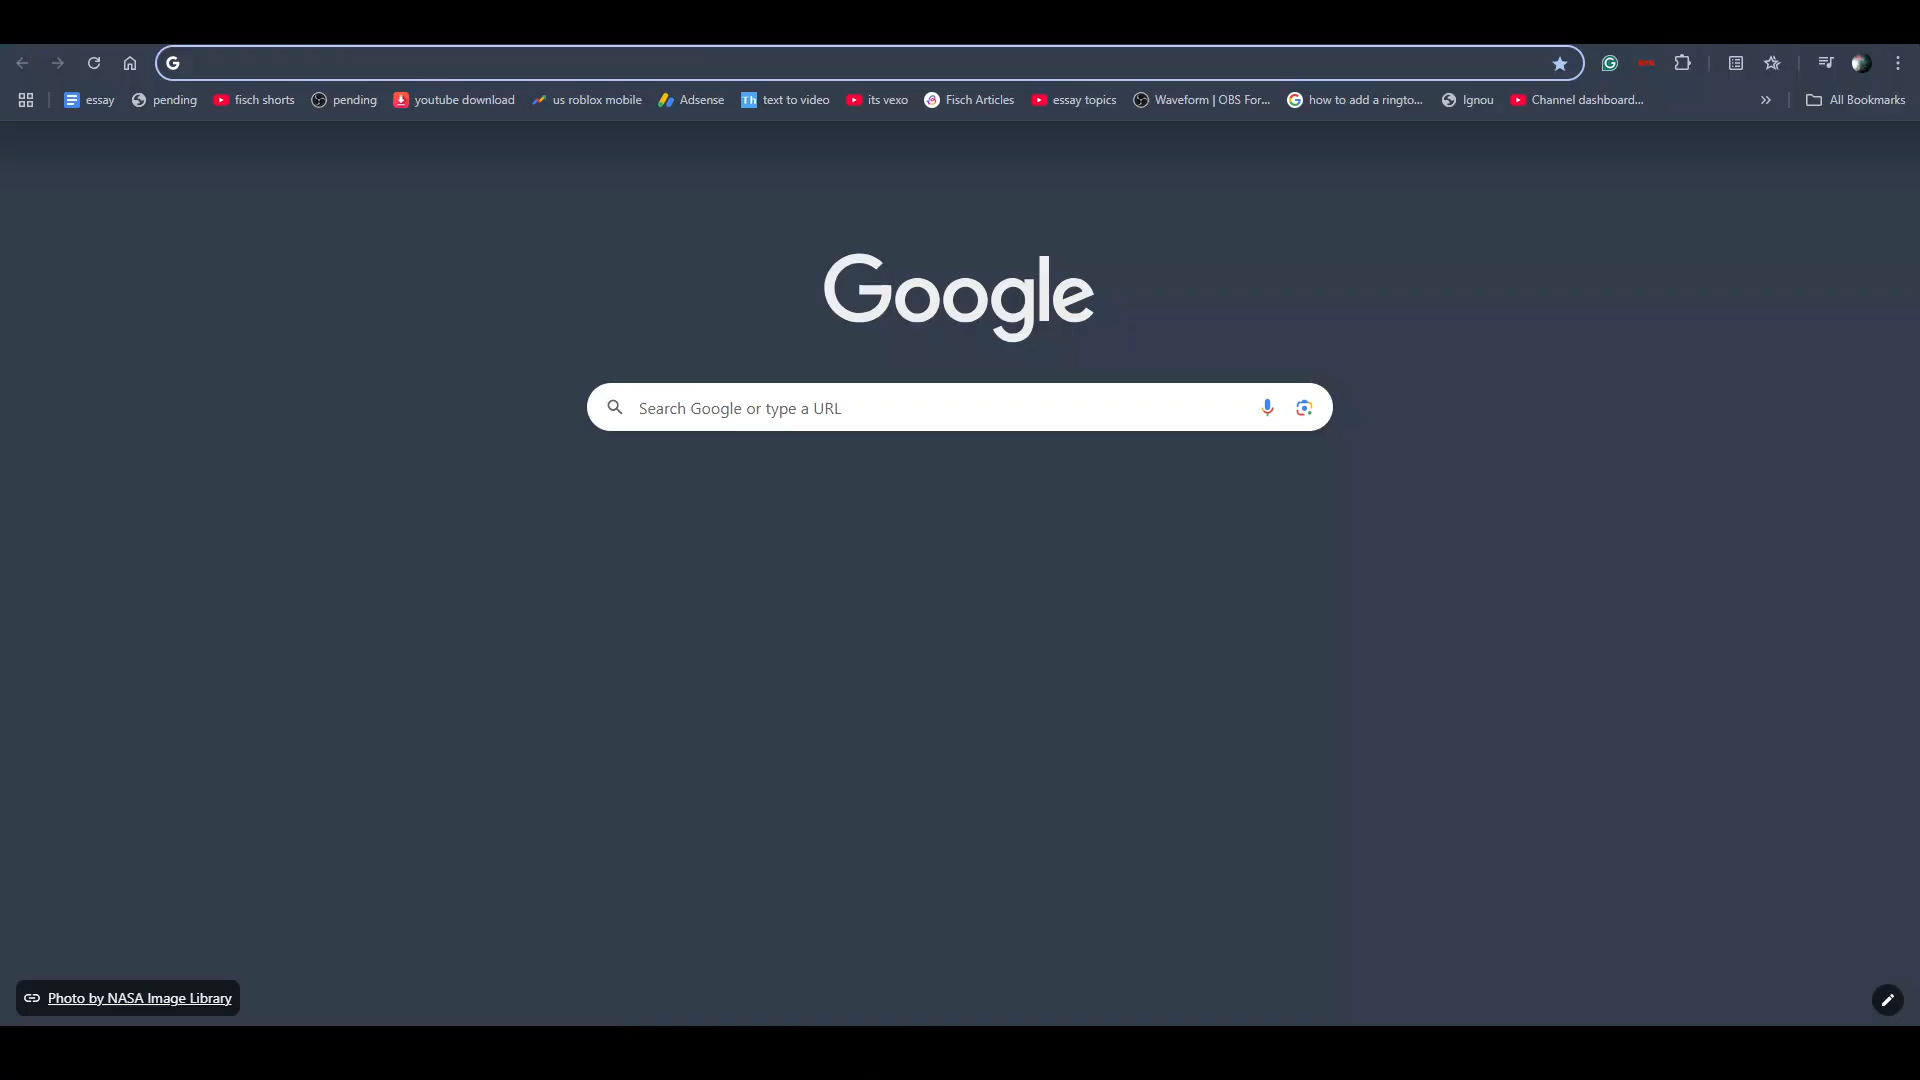 essay pending fisch shorts pending youtube download us roblox mobile Adsense Th text to video its vexo Fisch Articles essay topics Waveform | OBS For... how to add a ringto... Ignou Channel dashboard... » All Bookmarks
Google
Search Google or type a URL
Photo by NASA Image Library